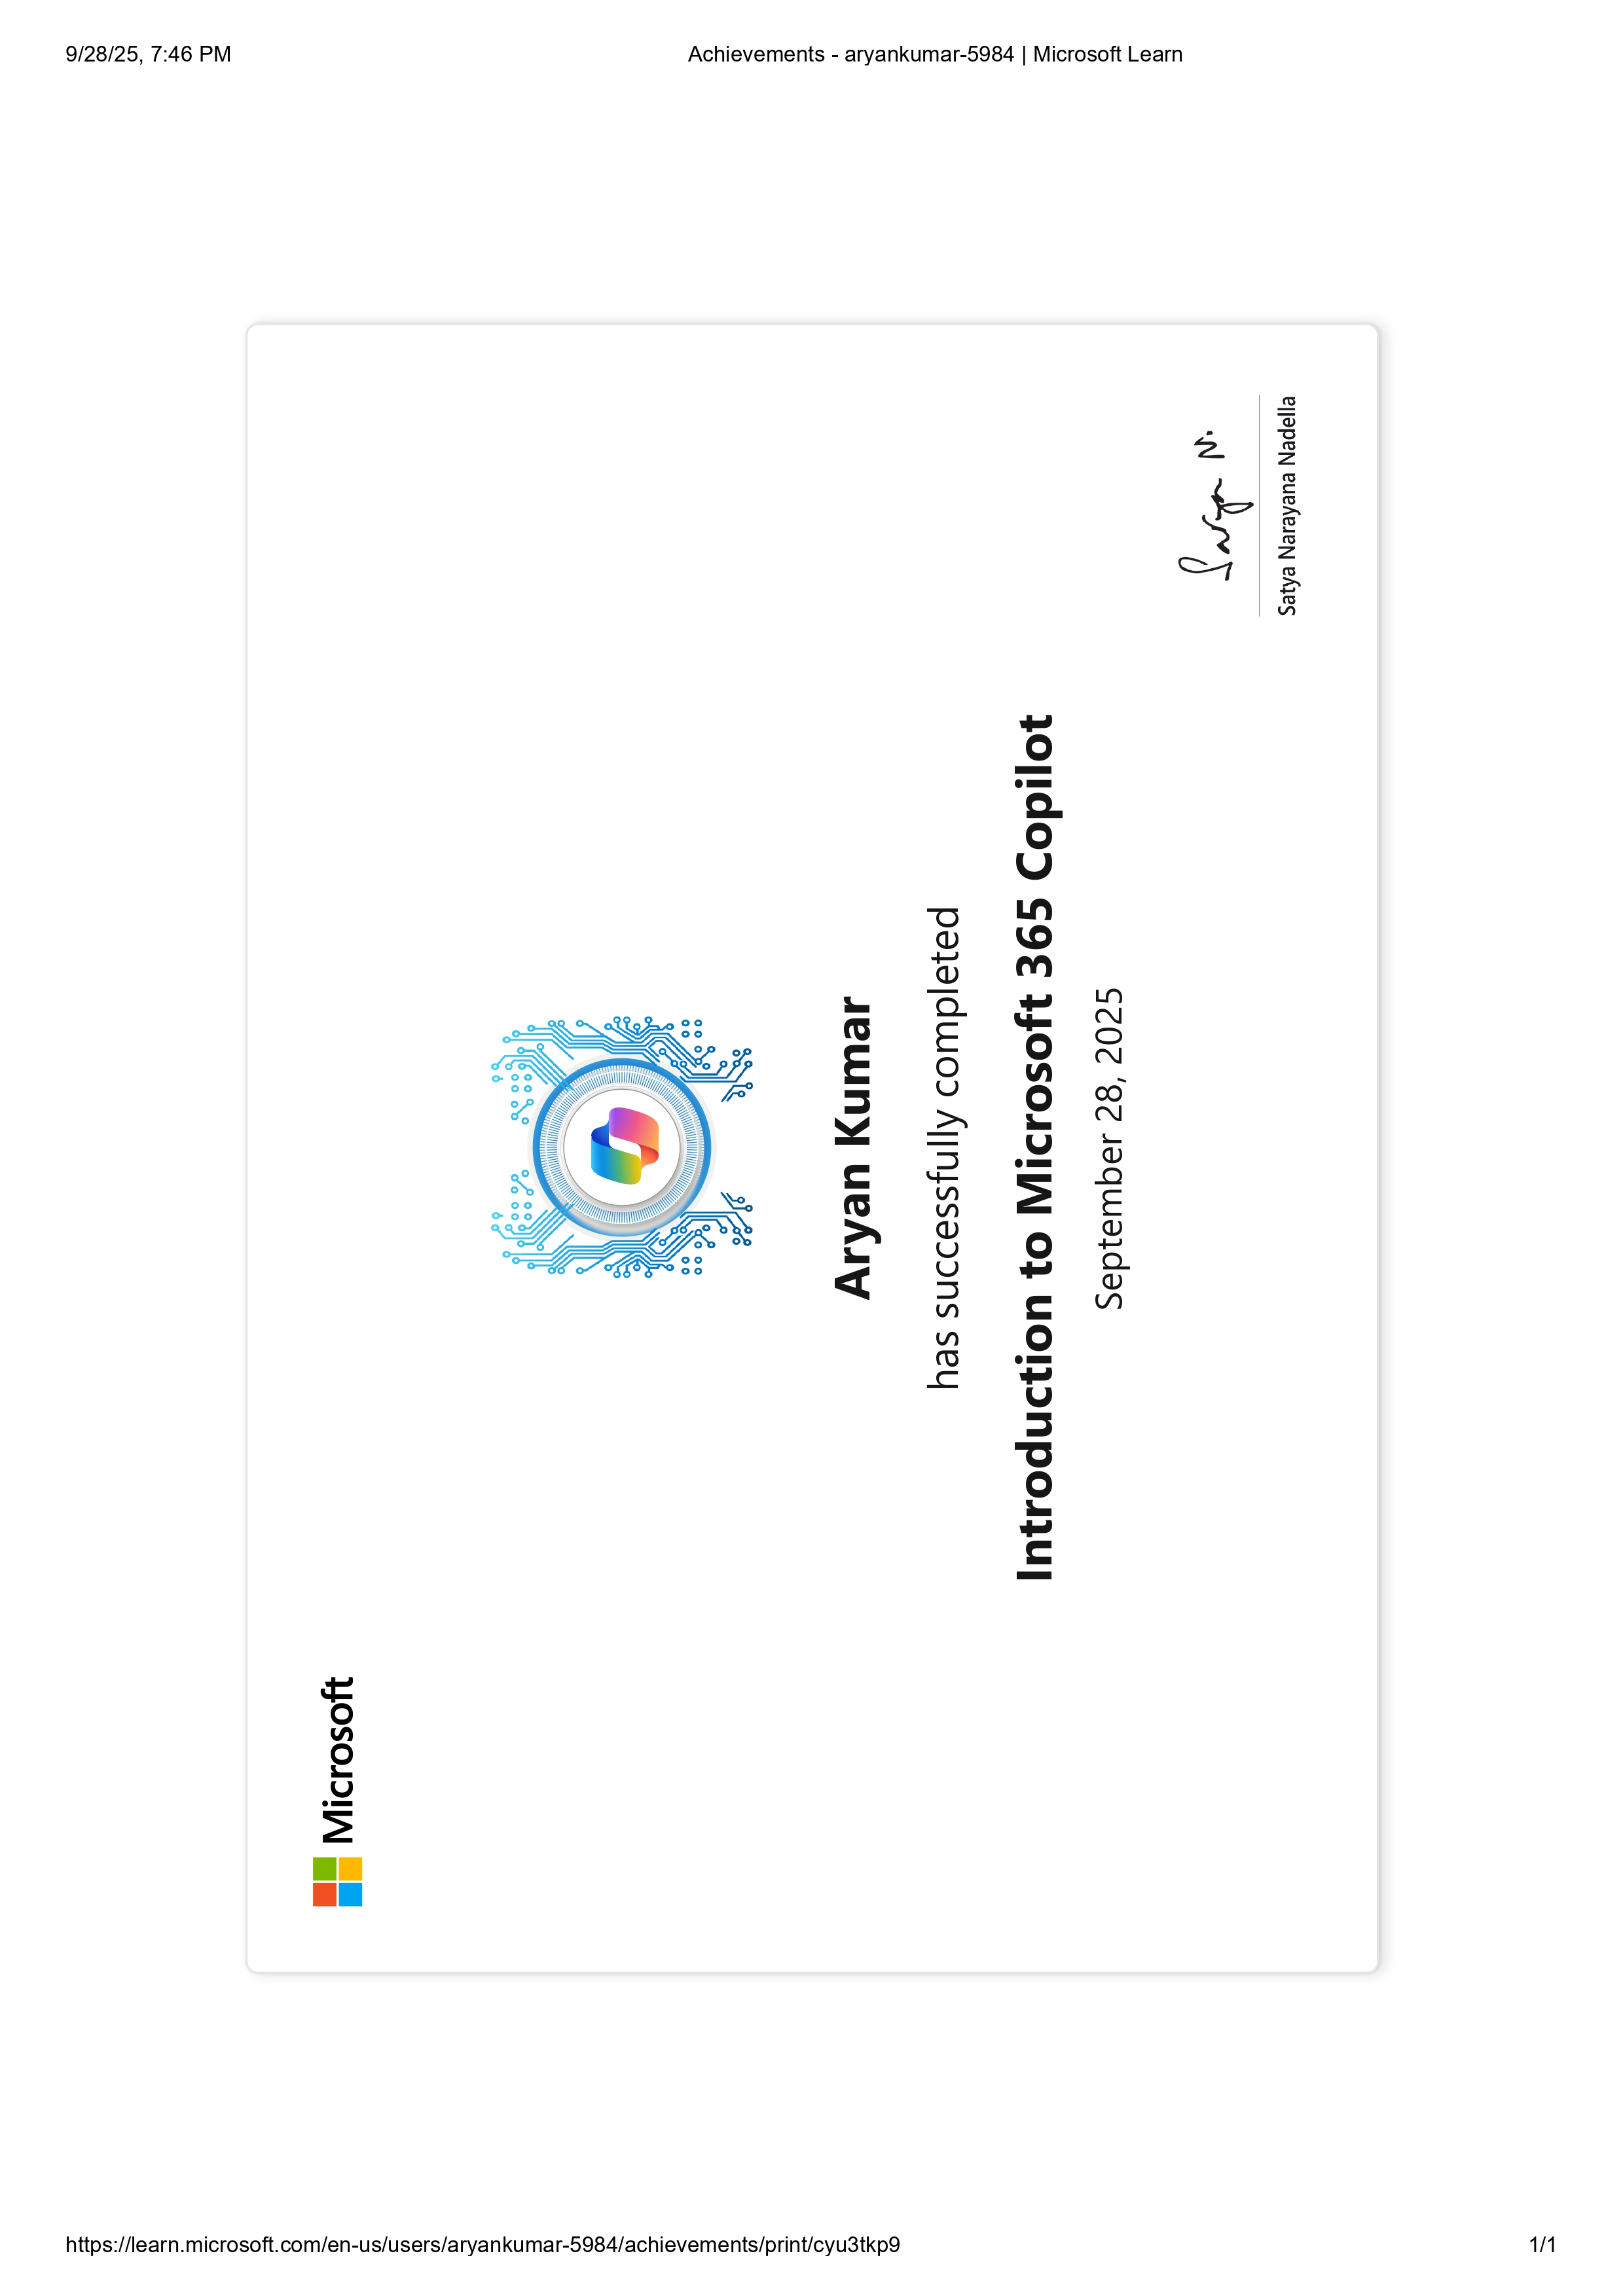 9/28/25, 7:46 PM
Achievements - aryankumar-5984 | Microsoft Learn
Microsoft
Aryan Kumar
has successfully completed
Introduction to Microsoft 365 Copilot
September 28, 2025
Satya N.
Satya Narayana Nadella
https://learn.microsoft.com/en-us/users/aryankumar-5984/achievements/print/cyu3tkp9
1/1